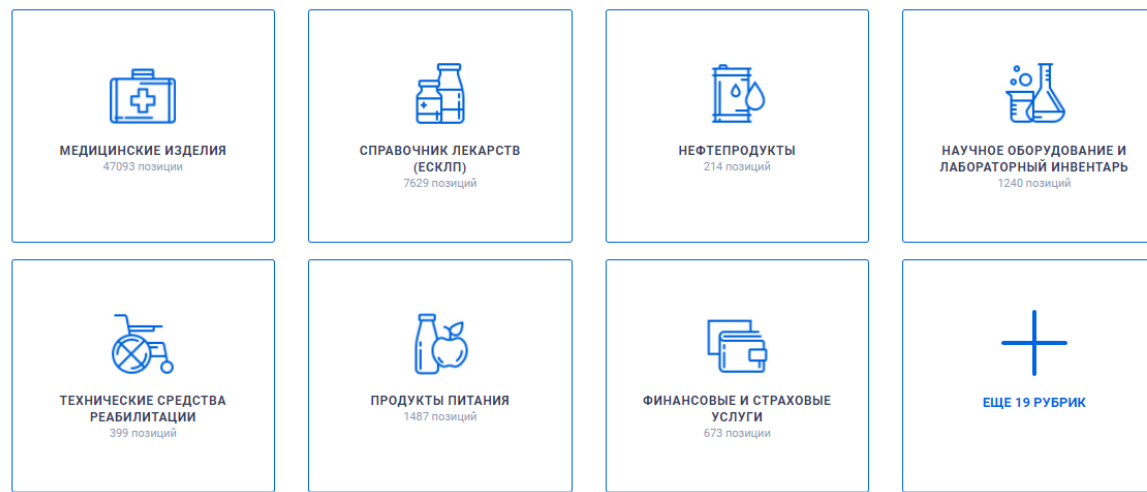 МЕДИЦИНСКИЕ ИЗДЕЛИЯ
47093 позиции
СПРАВОЧНИК ЛЕКАРСТВ
(ЕСКЛП)
7629 позиций
НЕФТЕПРОДУКТЫ
214 позиций
НАУЧНОЕ ОБОРУДОВАНИЕ И
ЛАБОРАТОРНЫЙ ИНВЕНТАРЬ
1240 позиций
ТЕХНИЧЕСКИЕ СРЕДСТВА
РЕАБИЛИТАЦИИ
399 позиций
ПРОДУКТЫ ПИТАНИЯ
1487 позиций
ФИНАНСОВЫЕ И СТРАХОВЫЕ
УСЛУГИ
673 позиции
ЕЩЕ 19 РУБРИК